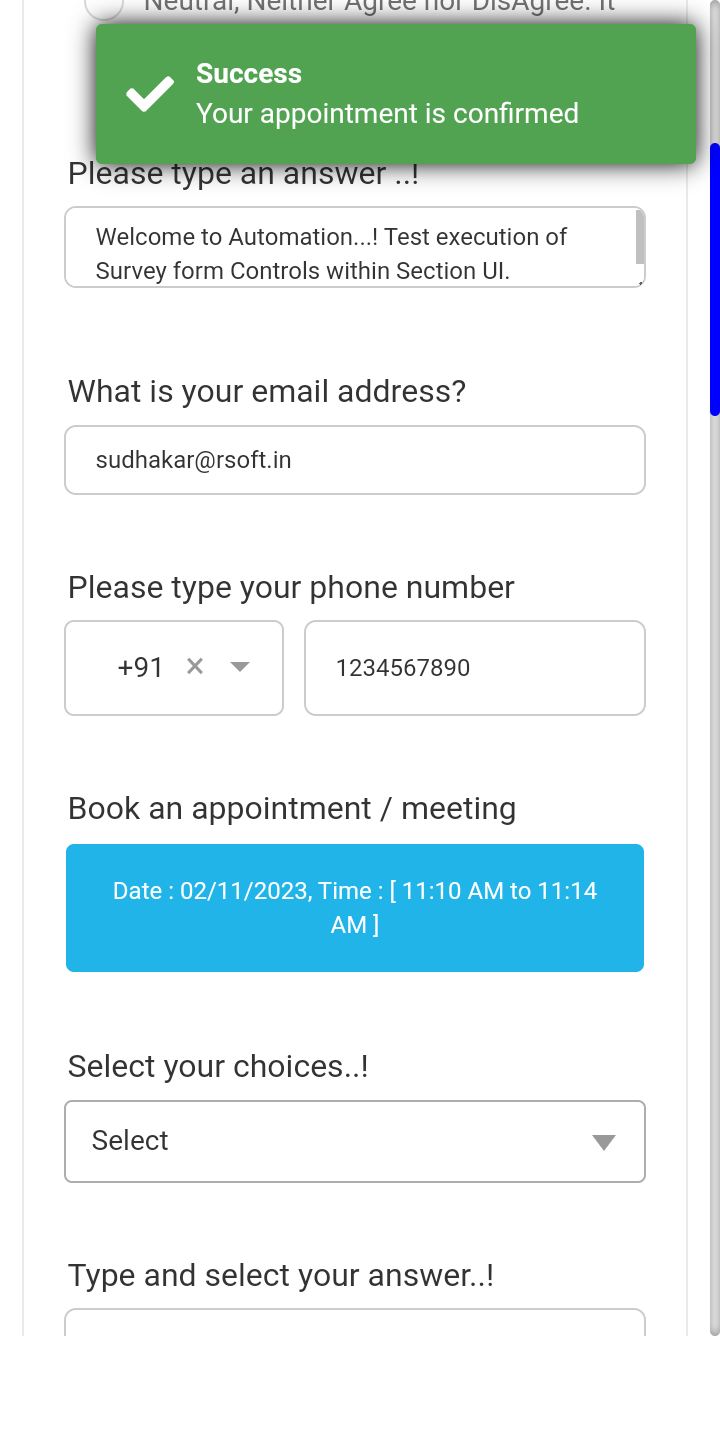 Neutral, Neither Agree nor DisAgree. It
Success
Your appointment is confirmed
Please type an answer ..!
Welcome to Automation...! Test execution of
Survey form Controls within Section UI.
What is your email address?
sudhakar@rsoft.in
Please type your phone number
+91 ×
1234567890
Book an appointment / meeting
Date : 02/11/2023, Time : [ 11:10 AM to 11:14
AM ]
Select your choices..!
Select
Type and select your answer..!